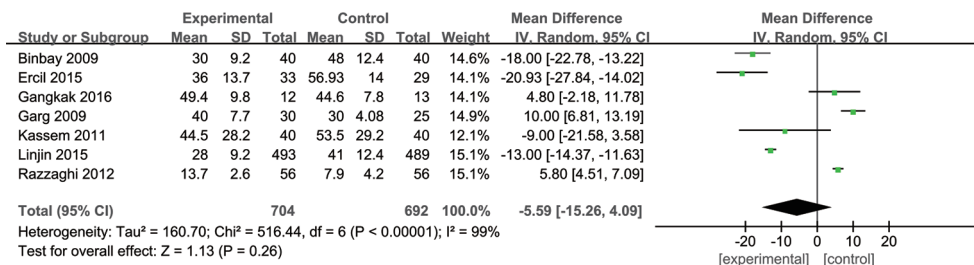 Experimental Control Mean Difference Mean Difference
Study or Subgroup Mean SD Total Mean SD Total Weight IV. Random. 95% CI IV. Random. 95% CI
Binbay 2009 30 9.2 40 48 12.4 40 14.6% -18.00 [-22.78, -13.22]
Ercil 2015 36 13.7 33 56.93 14 29 14.1% -20.93 [-27.84, -14.02]
Gangkak 2016 49.4 9.8 12 44.6 7.8 13 14.1% 4.80 [-2.18, 11.78]
Garg 2009 40 7.7 30 30 4.08 25 14.9% 10.00 [6.81, 13.19]
Kassem 2011 44.5 28.2 40 53.5 29.2 40 12.1% -9.00 [-21.58, 3.58]
Linjin 2015 28 9.2 493 41 12.4 489 15.1% -13.00 [-14.37, -11.63]
Razzaghi 2012 13.7 2.6 56 7.9 4.2 56 15.1% 5.80 [4.51, 7.09]
Total (95% CI) 704 692 100.0% -5.59 [-15.26, 4.09]
Heterogeneity: Tau² = 160.70; Chi² = 516.44, df = 6 (P < 0.00001); I² = 99%
Test for overall effect: Z = 1.13 (P = 0.26)
-20 -10 0 10 20
[experimental] [control]